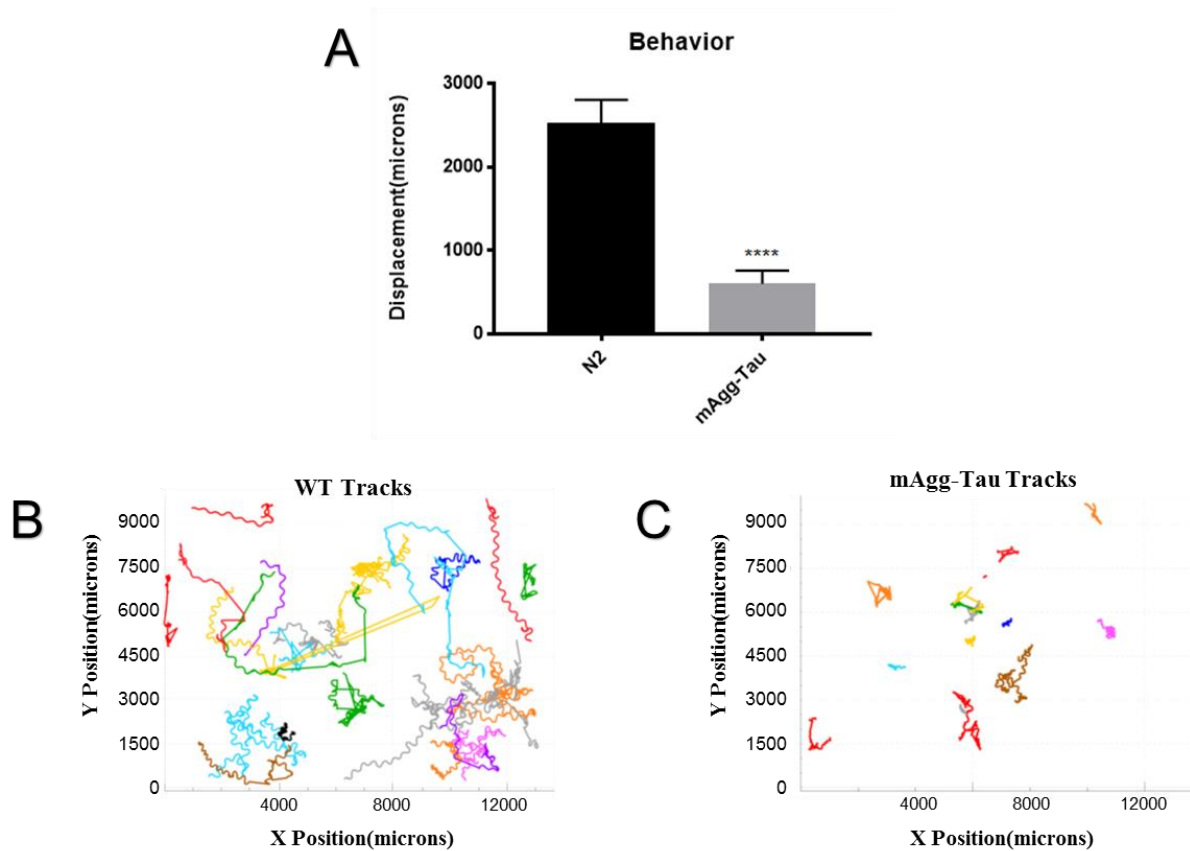 A
Behavior
Displacement(microns)
3000
2000
1000
0
****
N2
mAgg-Tau
B
WT Tracks
Y Position(microns)
9000
7500
6000
4500
3000
1500
0
4000
8000
12000
X Position(microns)
C
mAgg-Tau Tracks
Y Position(microns)
9000
7500
6000
4500
3000
1500
0
4000
8000
12000
X Position(microns)